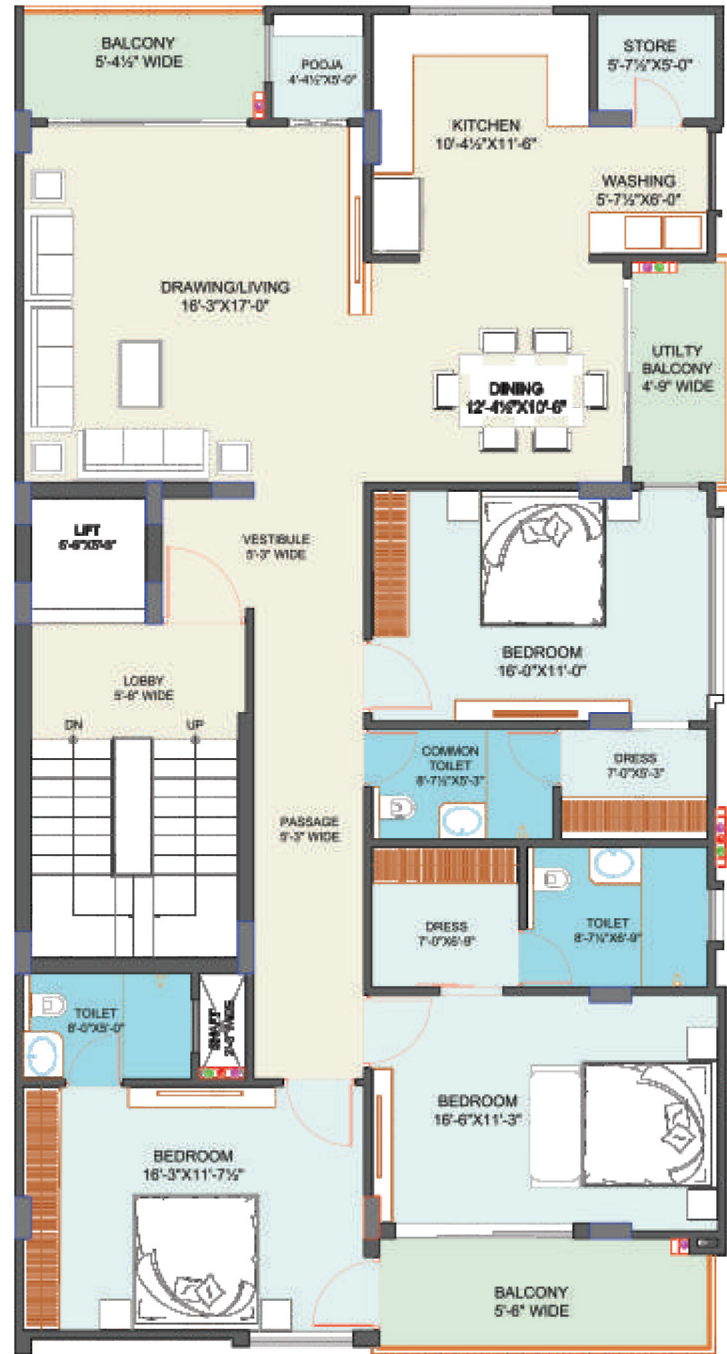 BALCONY
5'-4½" WIDE
POOJA
4'-4½"X5'-0"
STORE
5'-7½"X5'-0"
KITCHEN
10'-4½"X11'-6"
WASHING
5'-7½"X6'-0"
DRAWING/LIVING
16'-3"X17'-0"
UTILTY
BALCONY
4'-9" WIDE
DINING
12'-4½"X10'-6"
LIFT
VESTIBULE
5'-3" WIDE
BEDROOM
16'-0"X11'-0"
LOBBY
5'-6" WIDE
DN
UP
COMMON
TOILET
8'-7½"X5'-3"
DRESS
7'-0"X5'-3"
PASSAGE
5'-3" WIDE
DRESS
7'-0"X6'-9"
TOILET
8'-7½"X6'-9"
TOILET
8'-0"X5'-0"
SHAFT
WIDE
BEDROOM
16'-6"X11'-3"
BEDROOM
16'-3"X11'-7½"
BALCONY
5'-6" WIDE